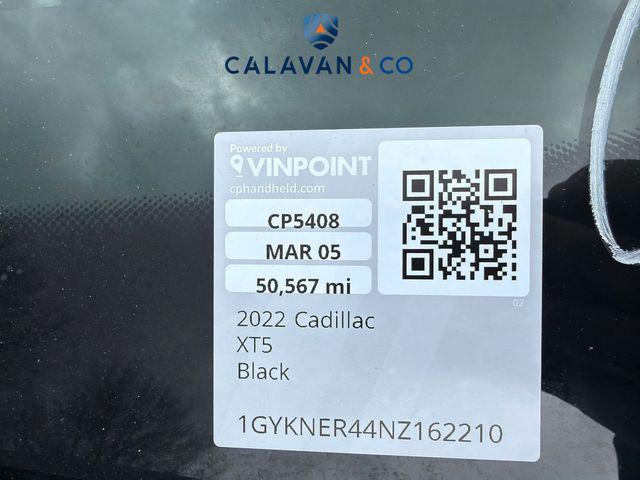 CALAVAN & CO
Powered by
VINPOINT
cphandheld.com
CP5408
MAR 05
50,567 mi
02
2022 Cadillac
XT5
Black
1GYKNER44NZ162210